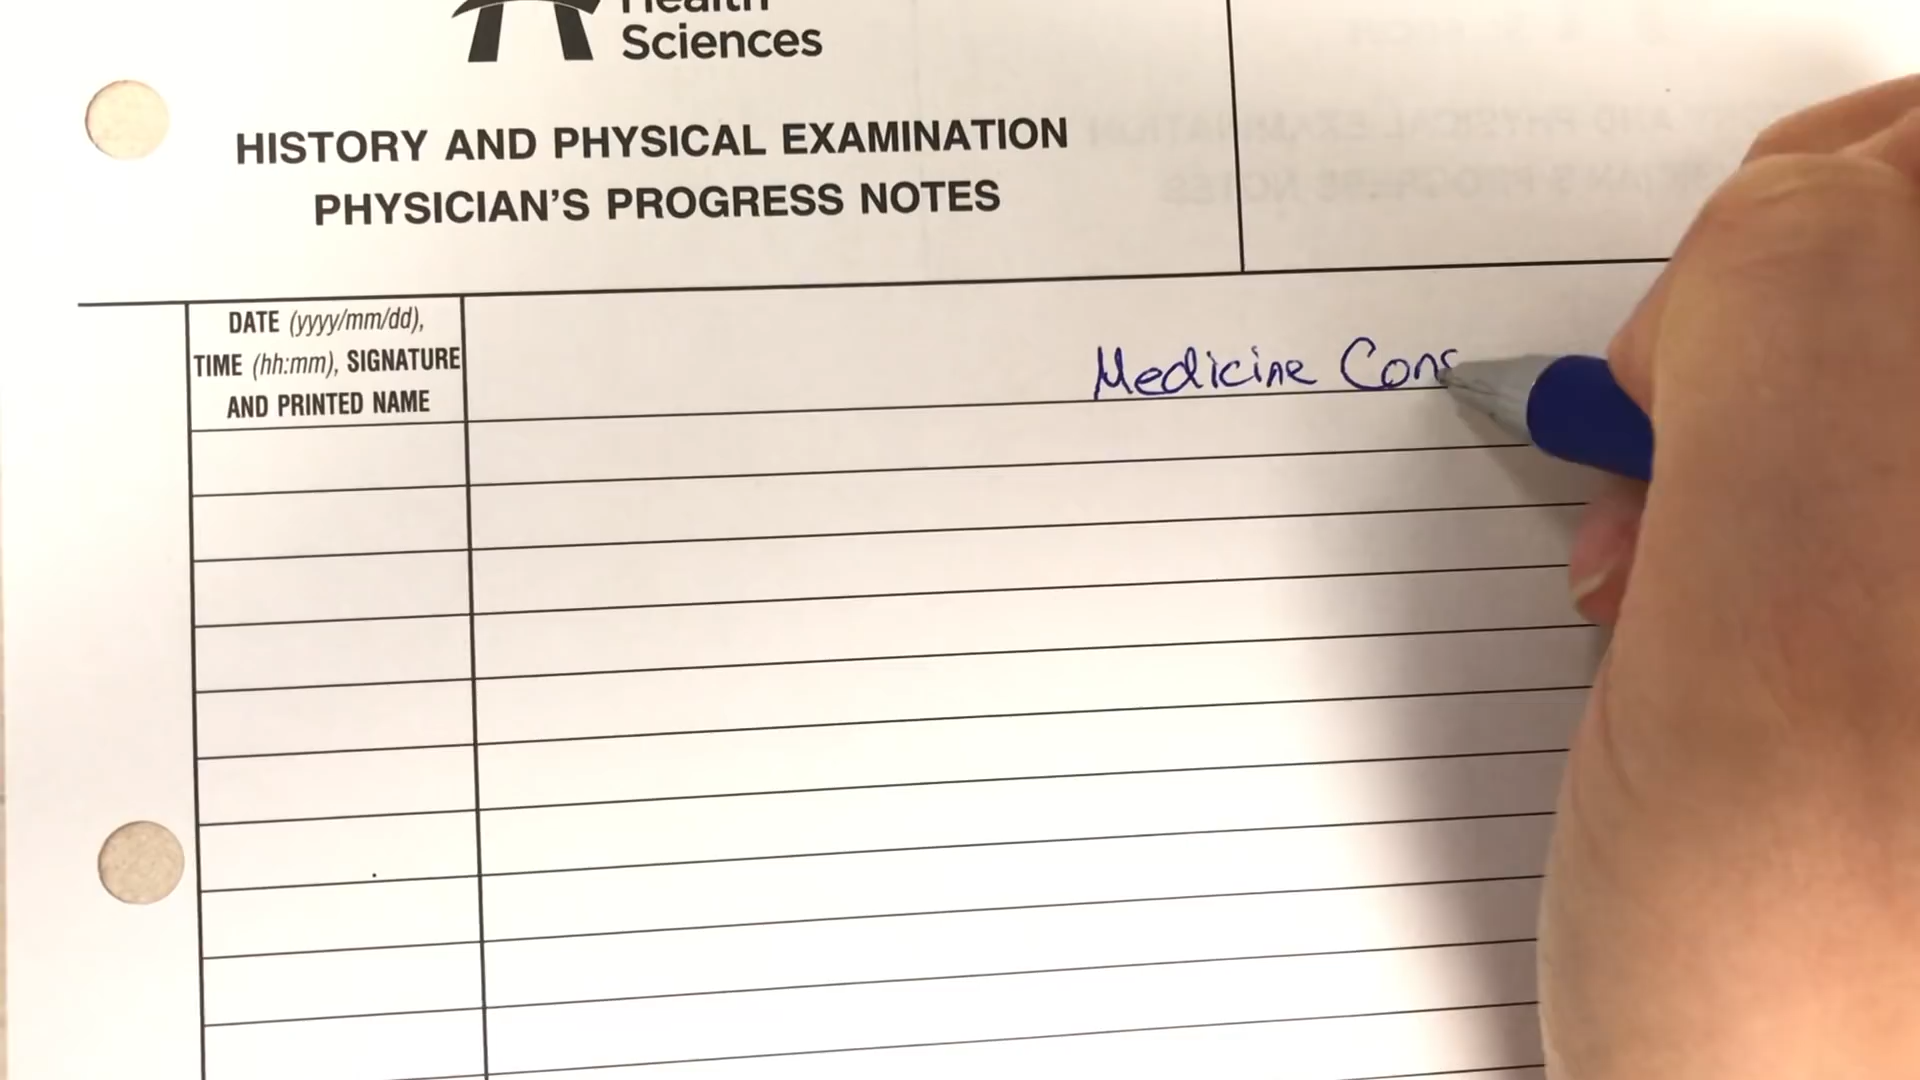 Health
Sciences
HISTORY AND PHYSICAL EXAMINATION
PHYSICIAN'S PROGRESS NOTES
DATE (yyyy/mm/dd),
TIME (hh:mm), SIGNATURE
AND PRINTED NAME
Medicine Cons